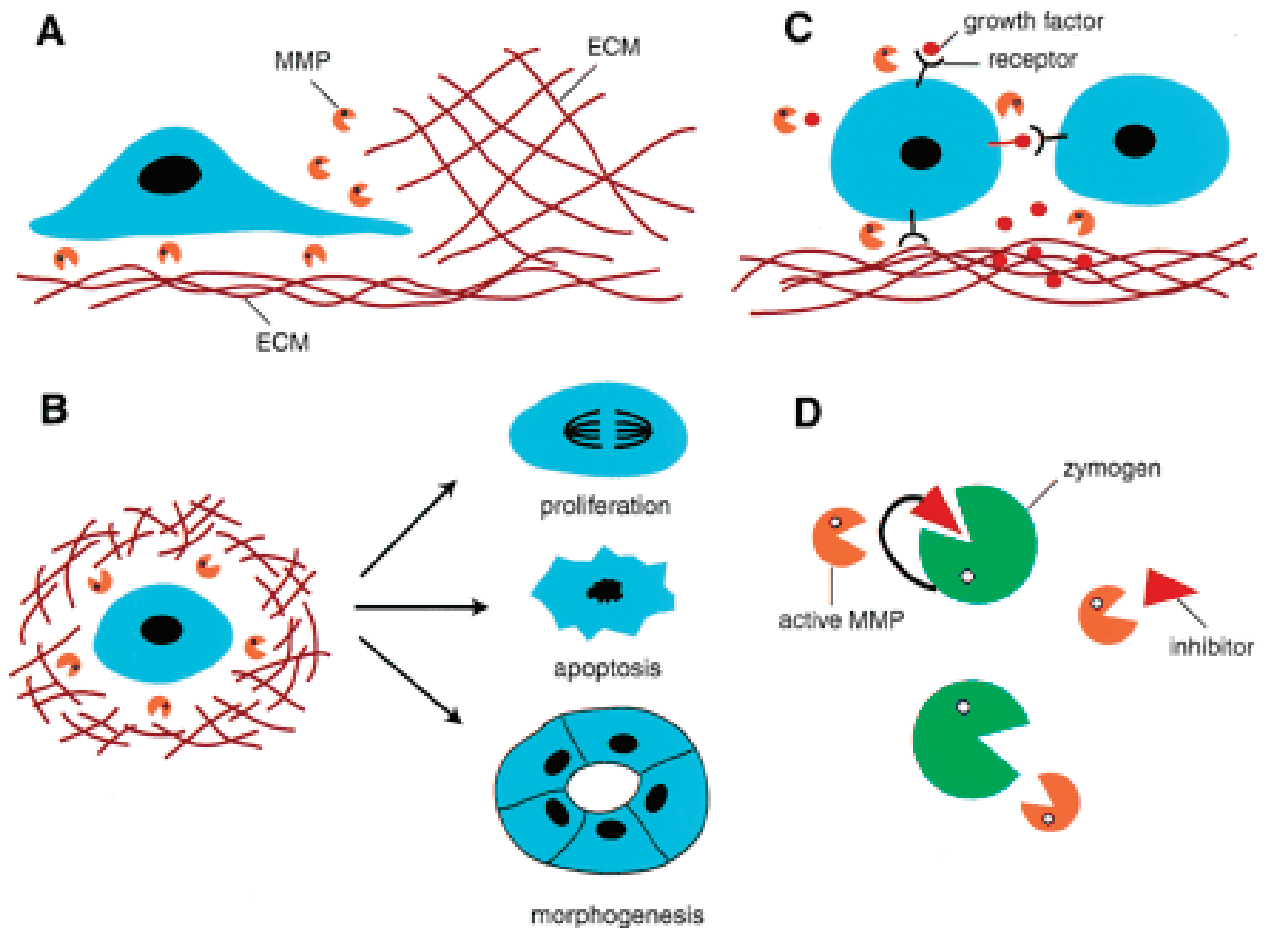 A
MMP
ECM
ECM
B
proliferation
apoptosis
morphogenesis
C
growth factor
receptor
D
zymogen
active MMP
inhibitor